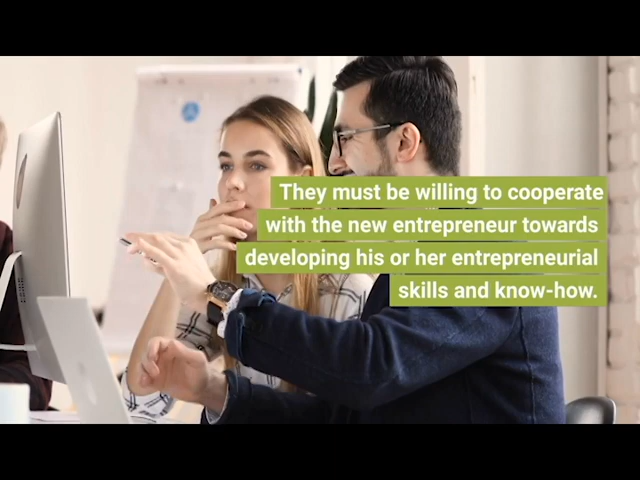 They must be willing to cooperate
with the new entrepreneur towards
developing his or her entrepreneurial
skills and know-how.